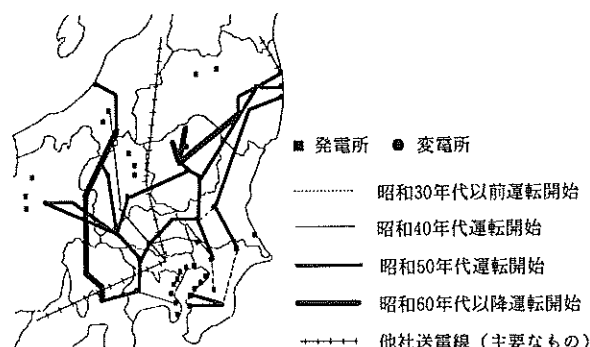 ■ 発電所 ● 変電所
昭和30年代以前運転開始
昭和40年代運転開始
昭和50年代運転開始
昭和60年代以降運転開始
他社送電線（主要なもの）